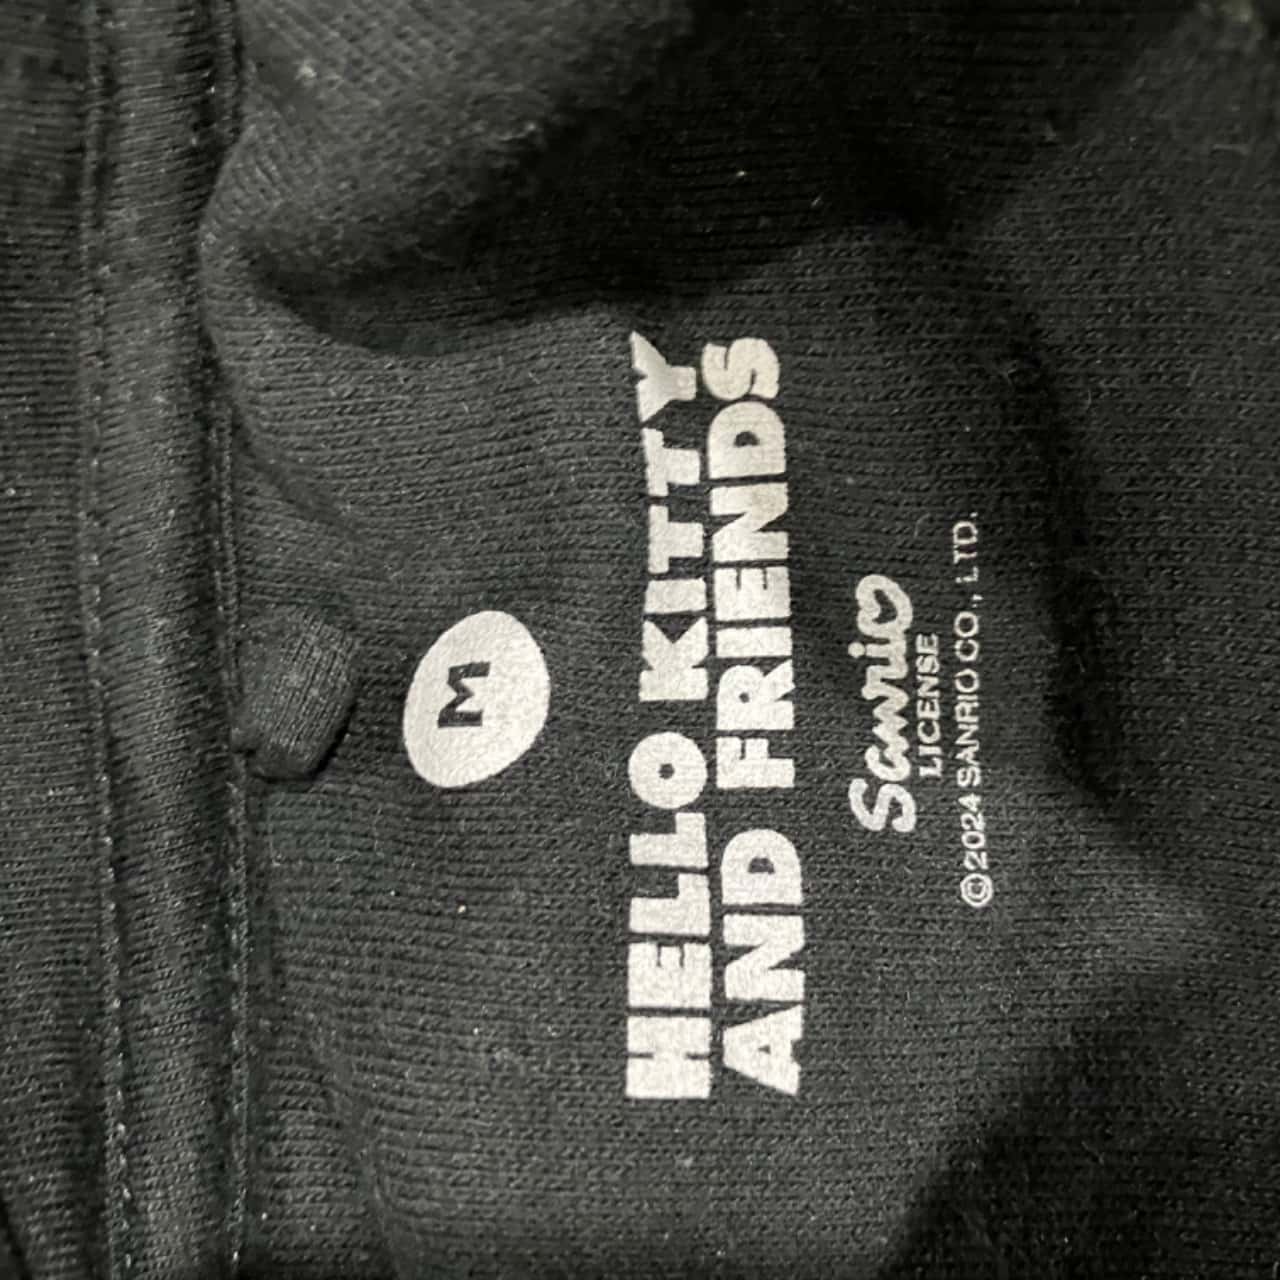 M
HELLO KITTY
AND FRIENDS
Sanrio
LICENSE
©2024 SANRIO CO., LTD.